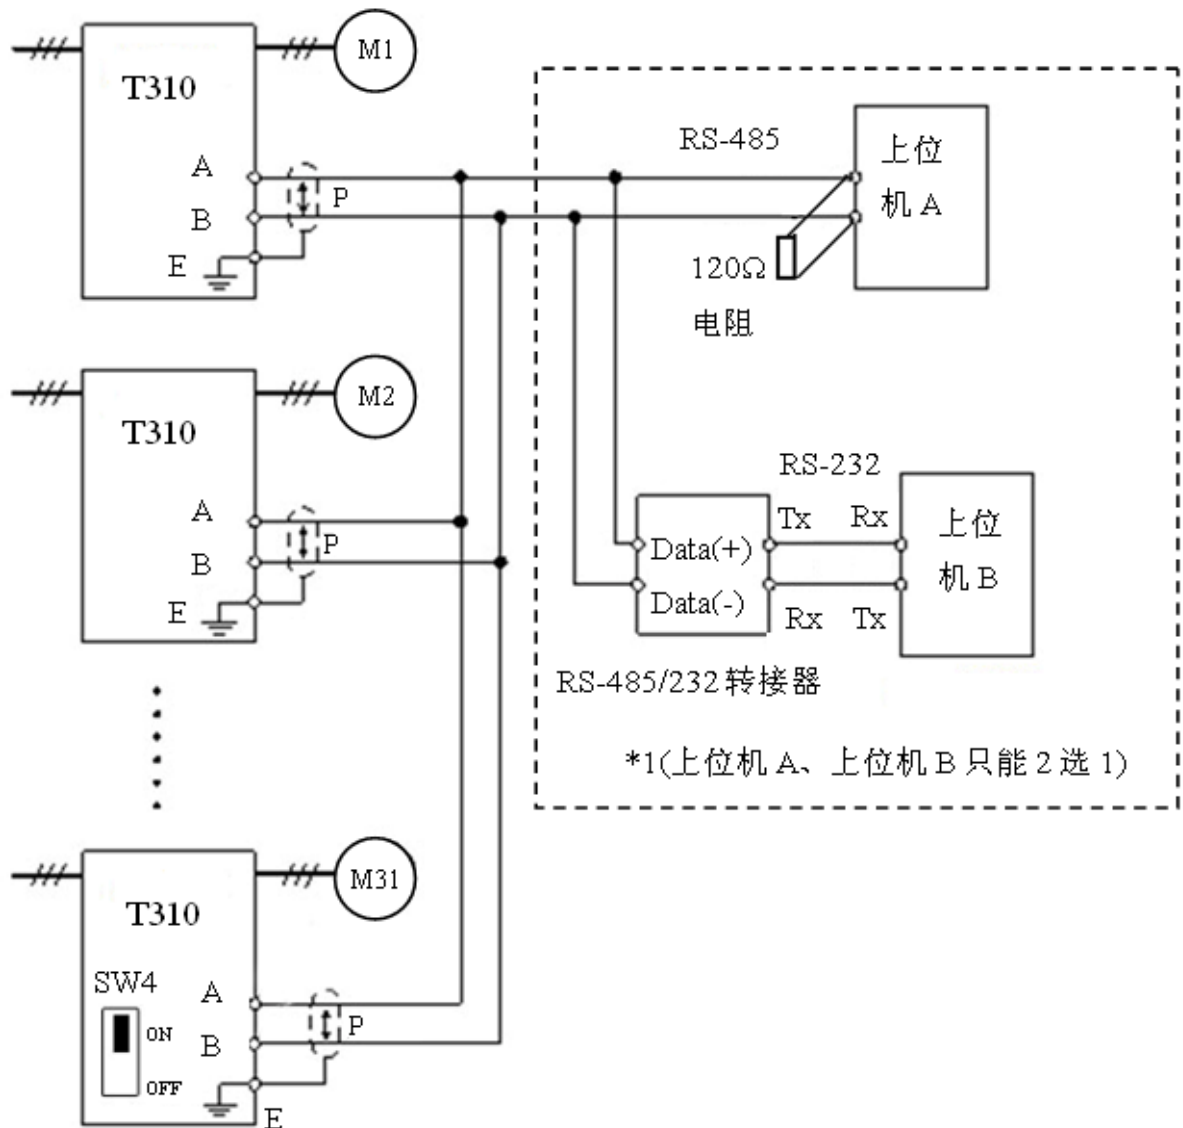 M1
T310
A
P
B
E
RS-485
上位
机 A
120Ω
电阻
M2
T310
A
P
B
E
RS-232
Tx Rx
上位
机 B
Data(+)
Data(-)
Rx Tx
RS-485/232 转接器
*1(上位机 A、上位机 B 只能 2 选 1)
M31
T310
SW4
A
ON
B
P
OFF
E